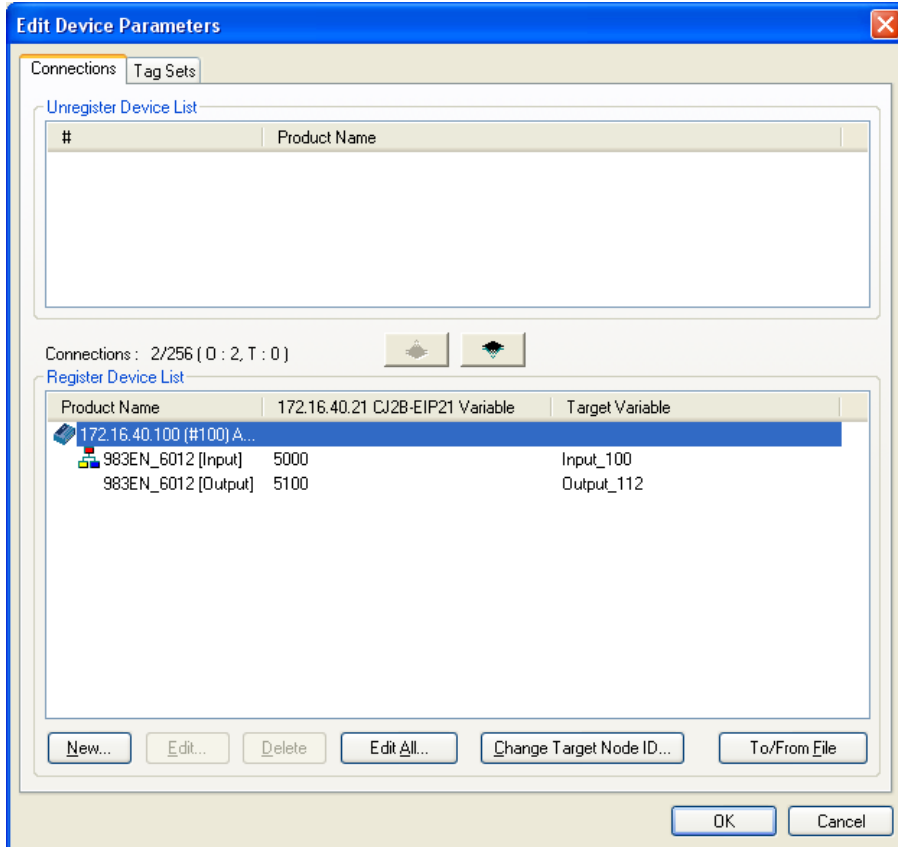 Edit Device Parameters
Connections Tag Sets
Unregister Device List
# Product Name
Connections : 2/256 ( O : 2, T : 0 )
Register Device List
Product Name 172.16.40.21 CJ2B-EIP21 Variable Target Variable
172.16.40.100 (#100) A...
983EN_6012 [Input] 5000 Input_100
983EN_6012 [Output] 5100 Output_112
New... Edit... Delete Edit All... Change Target Node ID... To/From File
OK Cancel